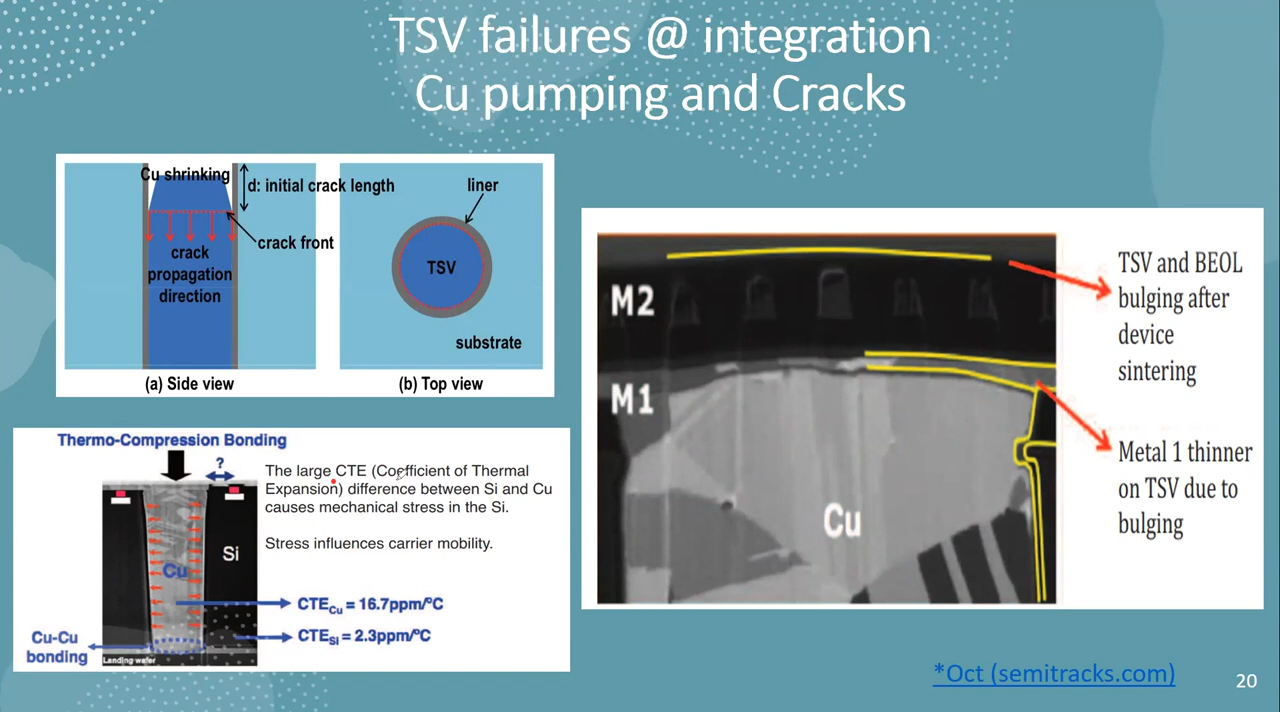 TSV failures @ integration
Cu pumping and Cracks
Cu shrinking
d: initial crack length
crack front
crack
propagation
direction
(a) Side view
liner
TSV
substrate
(b) Top view
M2
M1
Cu
TSV and BEOL
bulging after
device
sintering
Metal 1 thinner
on TSV due to
bulging
Thermo-Compression Bonding
?
Si
Cu
Cu-Cu
bonding
Landing wafer
The large CTE (Coefficient of Thermal
Expansion) difference between Si and Cu
causes mechanical stress in the Si.
Stress influences carrier mobility.
CTECu = 16.7ppm/ºC
CTESi = 2.3ppm/ºC
*Oct (semitracks.com)
20